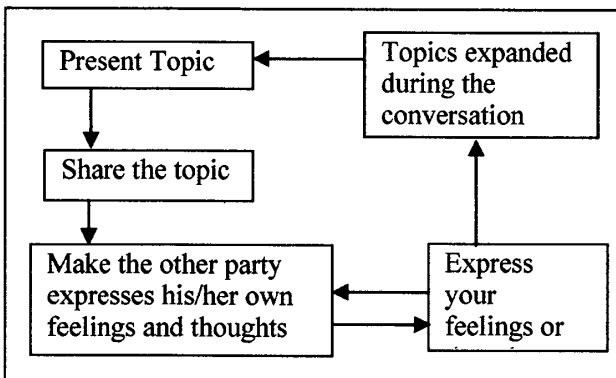 Present Topic
Topics expanded
during the
conversation
Share the topic
Make the other party
expresses his/her own
feelings and thoughts
Express
your
feelings or